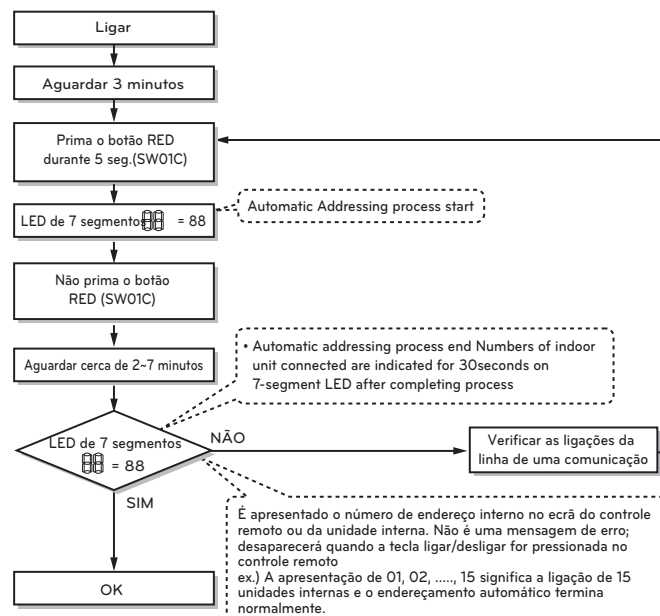 Ligar
Aguardar 3 minutos
Prima o botão RED
durante 5 seg.(SW01C)
LED de 7 segmentos 88 = 88
Automatic Addressing process start
Não prima o botão
RED (SW01C)
Aguardar cerca de 2~7 minutos
• Automatic addressing process end Numbers of indoor
unit connected are indicated for 30seconds on
7-segment LED after completing process
LED de 7 segmentos
88 = 88
NÃO
Verificar as ligações da
linha de uma comunicação
SIM
É apresentado o número de endereço interno no ecrã do controle
remoto ou da unidade interna. Não é uma mensagem de erro;
desaparecerá quando a tecla ligar/desligar for pressionada no
controle remoto
ex.) A apresentação de 01, 02, ....., 15 significa a ligação de 15
unidades internas e o endereçamento automático termina
normalmente.
OK